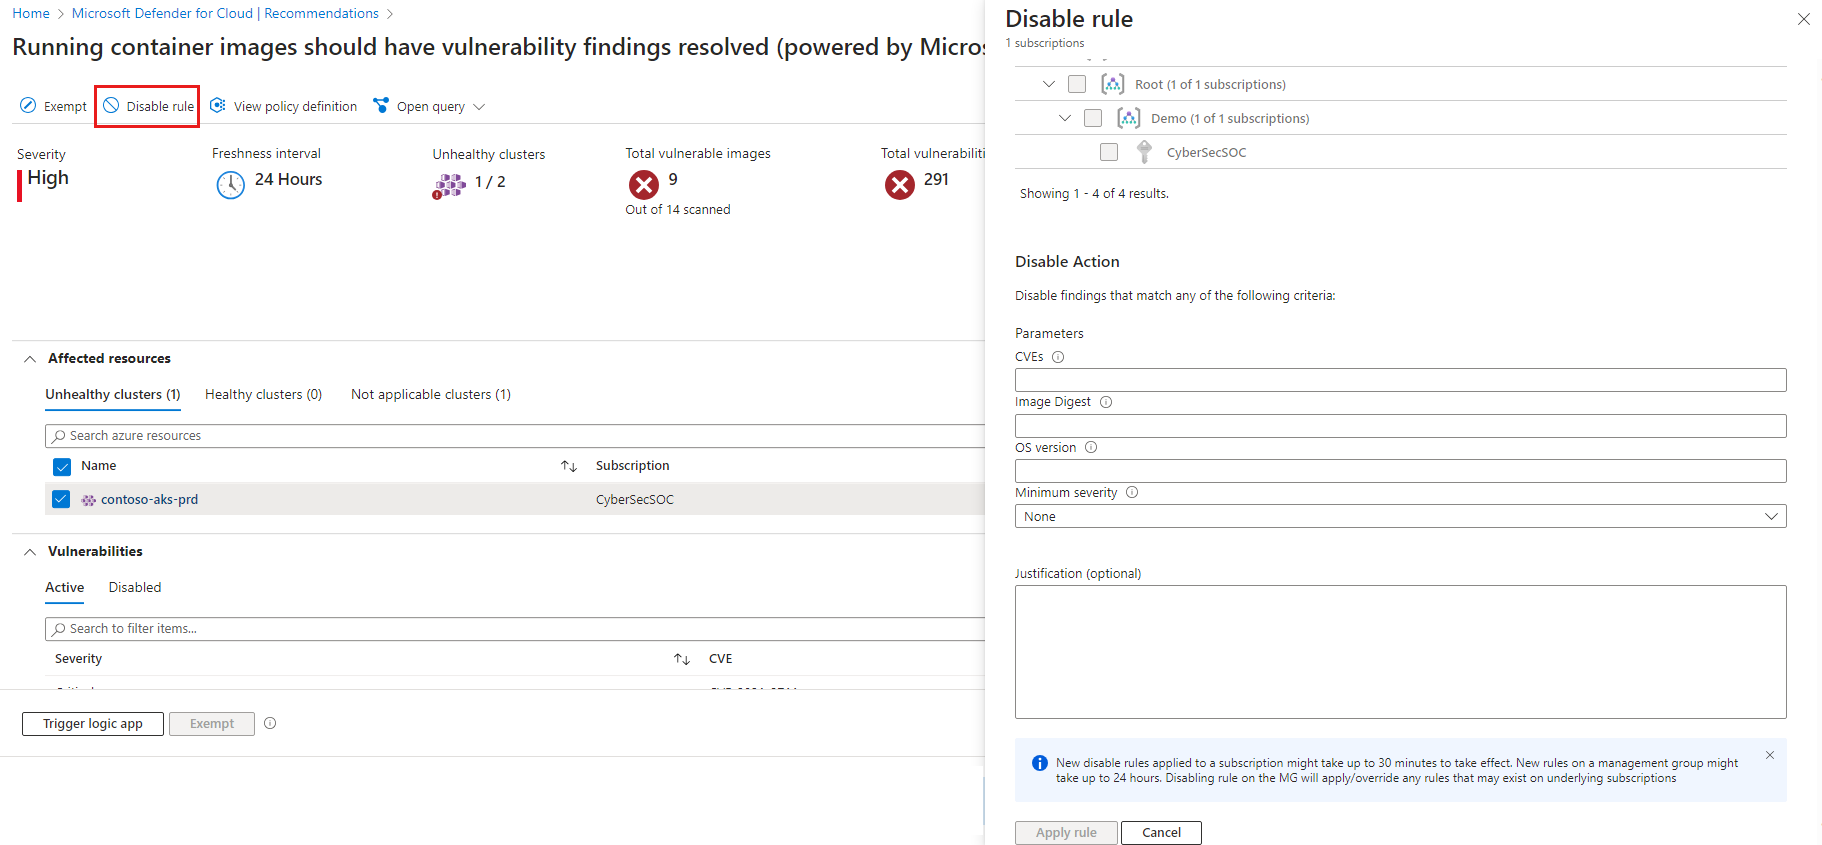 Home > Microsoft Defender for Cloud | Recommendations >
Running container images should have vulnerability findings resolved (powered by Micros
Exempt Disable rule View policy definition Open query
Severity
High
Freshness interval
24 Hours
Unhealthy clusters
1 / 2
Total vulnerable images
9
Out of 14 scanned
Total vulnerabiliti
291
Affected resources
Unhealthy clusters (1) Healthy clusters (0) Not applicable clusters (1)
Search azure resources
Name Subscription
contoso-aks-prd CyberSecSOC
Vulnerabilities
Active Disabled
Search to filter items...
Severity CVE
Trigger logic app Exempt
Disable rule
1 subscriptions
Root (1 of 1 subscriptions)
Demo (1 of 1 subscriptions)
CyberSecSOC
Showing 1 - 4 of 4 results.
Disable Action
Disable findings that match any of the following criteria:
Parameters
CVEs
Image Digest
OS version
Minimum severity
None
Justification (optional)
New disable rules applied to a subscription might take up to 30 minutes to take effect. New rules on a management group might
take up to 24 hours. Disabling rule on the MG will apply/override any rules that may exist on underlying subscriptions
Apply rule Cancel